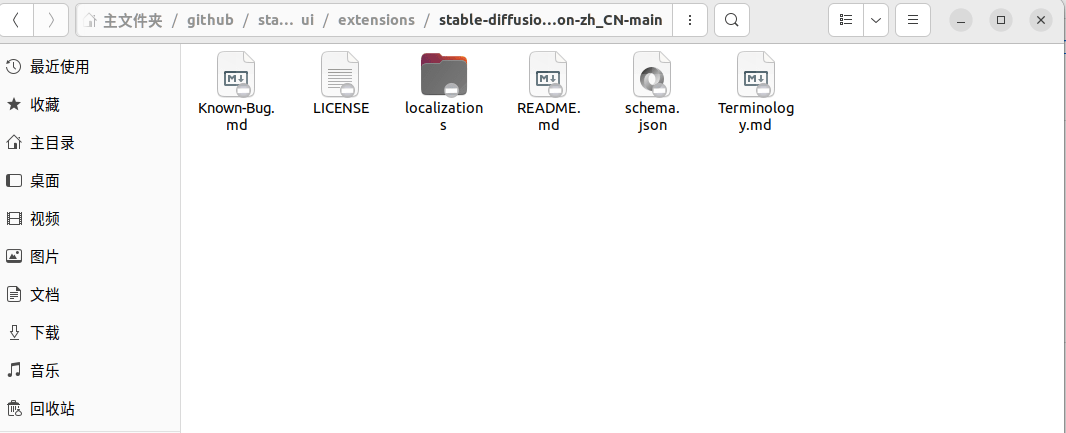 主文件夹 / github / sta... ui / extensions / stable-diffusio...on-zh_CN-main
最近使用
收藏
主目录
桌面
视频
图片
文档
下载
音乐
回收站
Known-Bug.
md
LICENSE
localization
s
README.
md
schema.
json
Terminolog
y.md